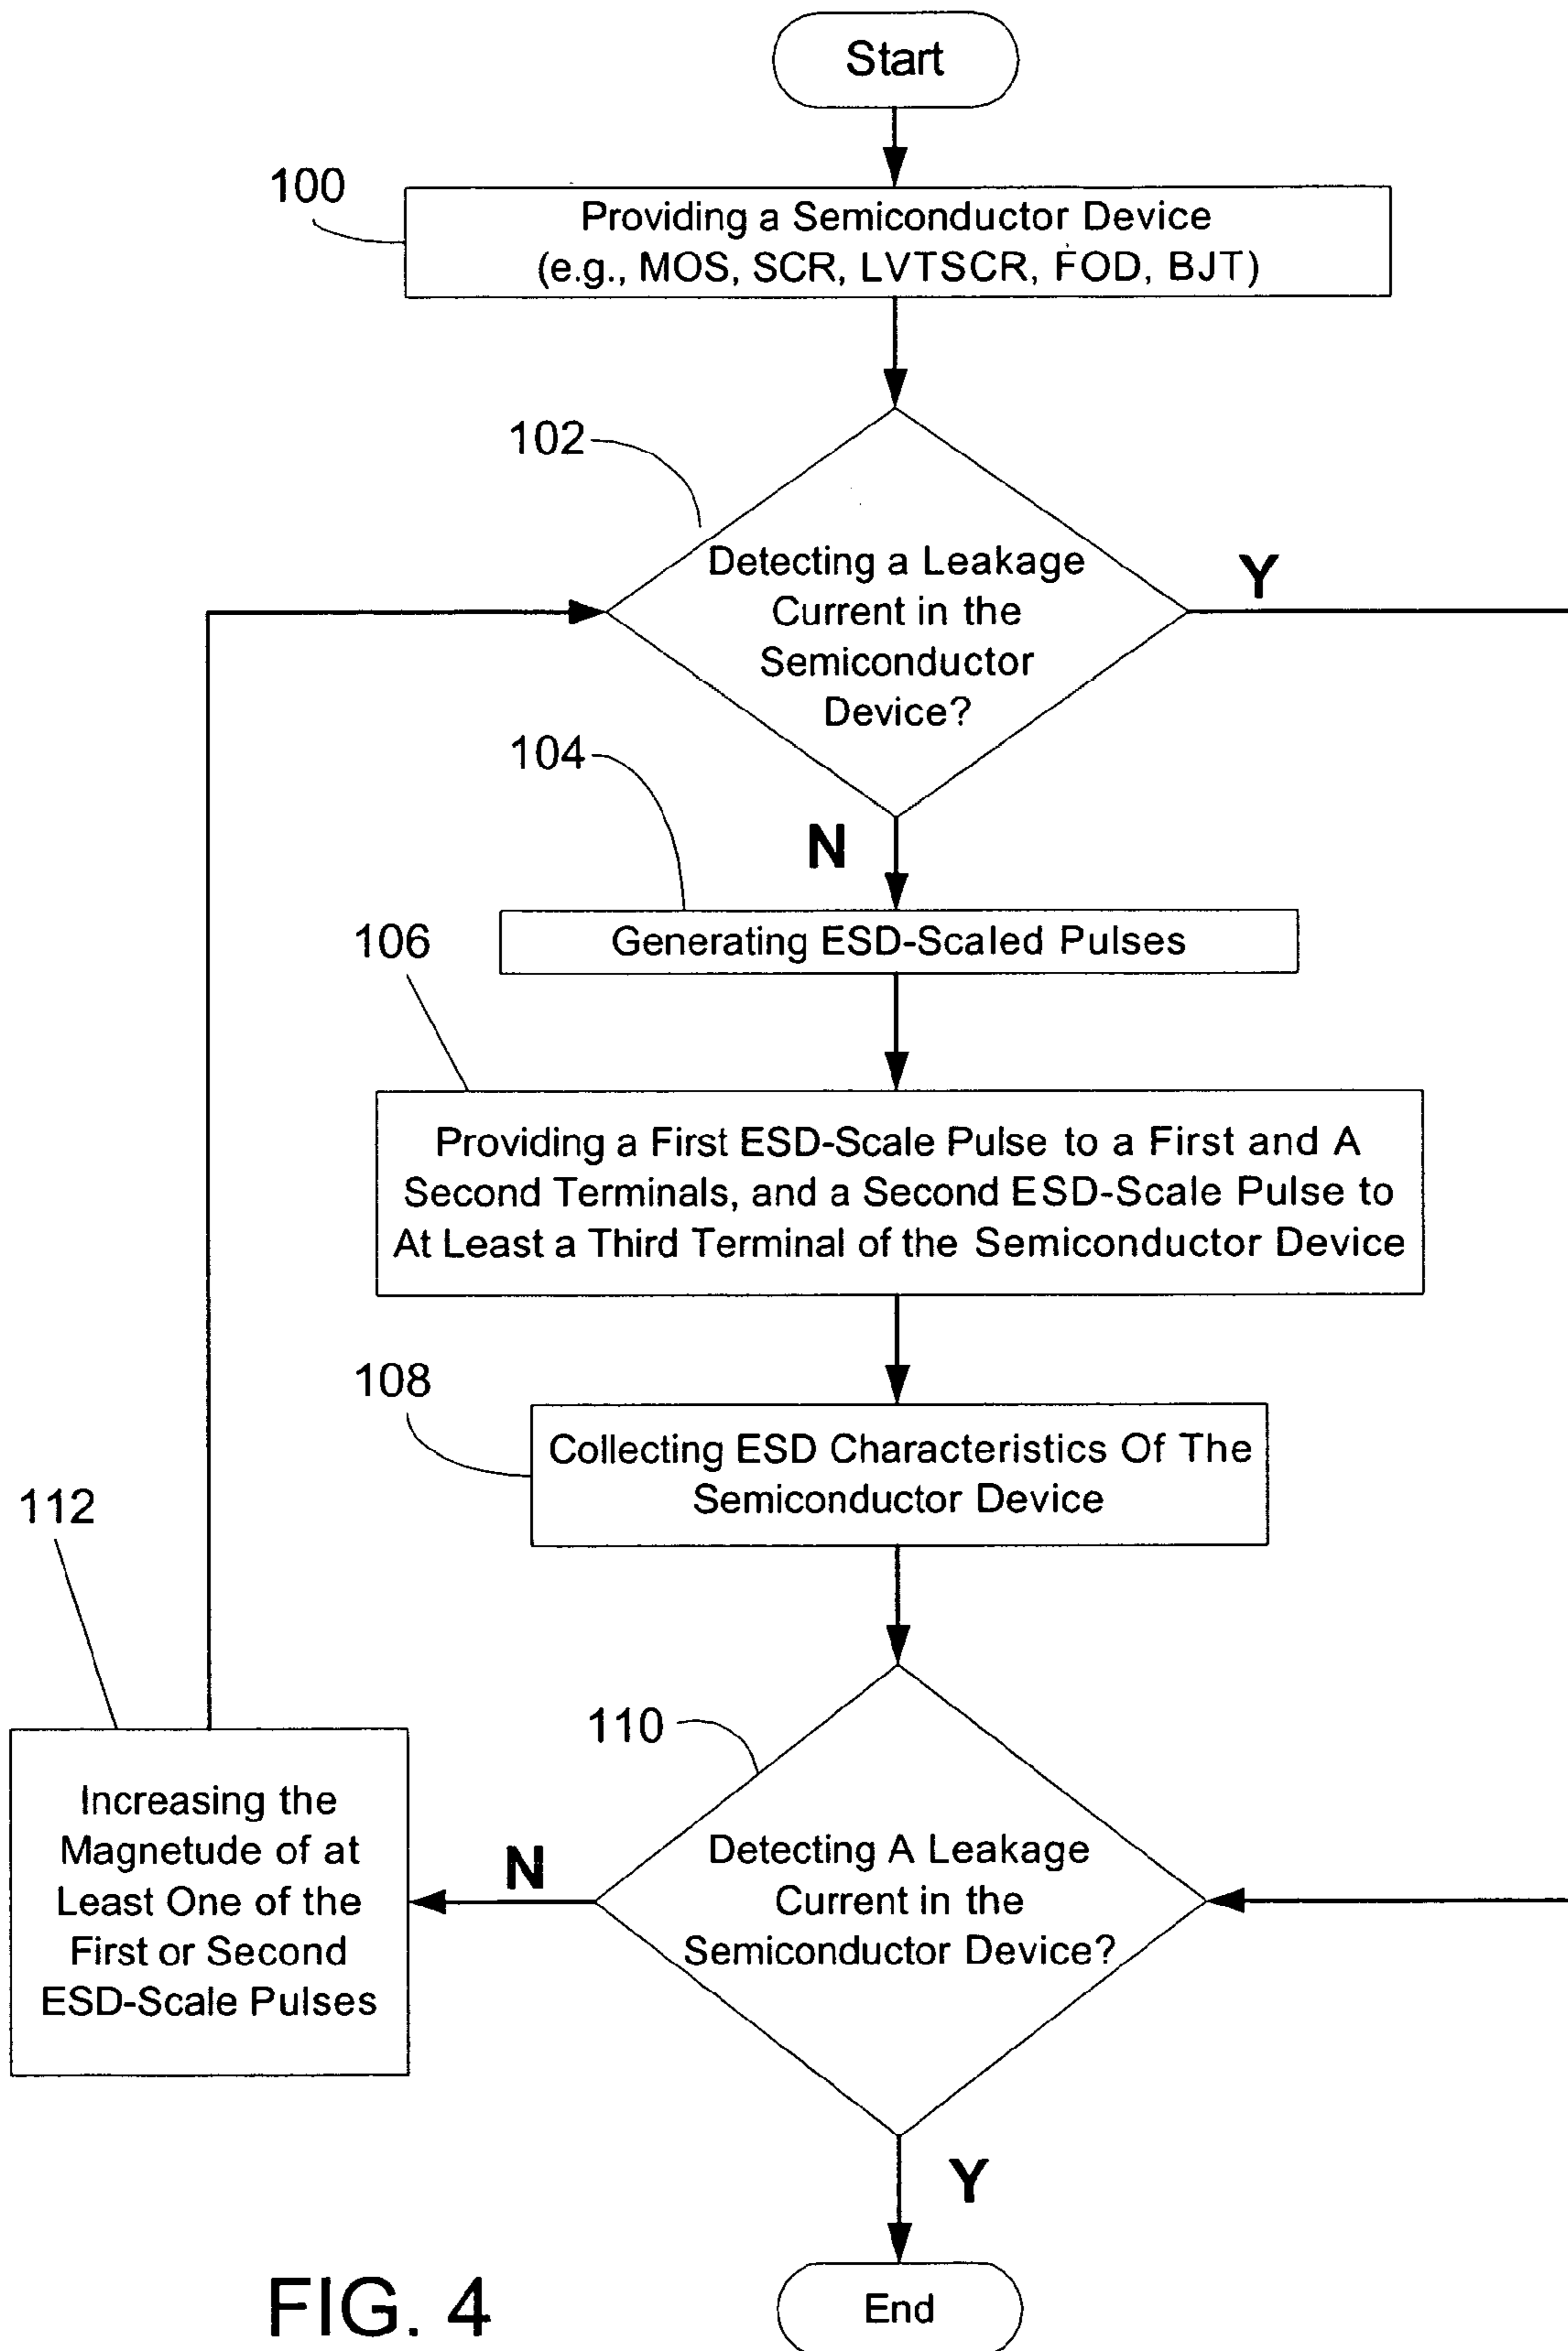 Start
100
Providing a Semiconductor Device
(e.g., MOS, SCR, LVTSCR, FOD, BJT)
102
Detecting a Leakage
Current in the
Semiconductor
Device?
Y
N
104
Generating ESD-Scaled Pulses
106
Providing a First ESD-Scale Pulse to a First and A
Second Terminals, and a Second ESD-Scale Pulse to
At Least a Third Terminal of the Semiconductor Device
108
Collecting ESD Characteristics Of The
Semiconductor Device
110
Detecting A Leakage
Current in the
Semiconductor Device?
N
112
Increasing the
Magnetude of at
Least One of the
First or Second
ESD-Scale Pulses
Y
End
FIG. 4